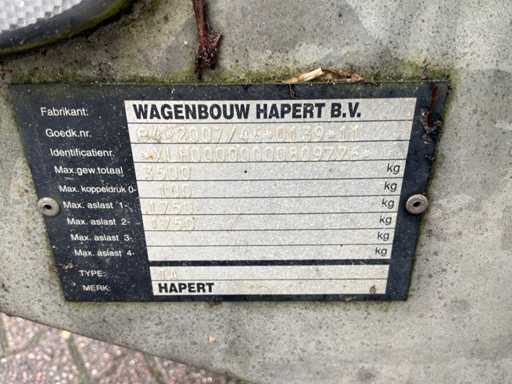 Fabrikant: WAGENBOUW HAPERT B.V.
Goedk.nr.
Identificatienr.
Max.gew.totaal 3500 kg
Max. koppeldruk 0- 140 kg
Max. aslast 1- 1750 kg
Max. aslast 2- 1750 kg
Max. aslast 3- kg
Max. aslast 4- kg
TYPE:
MERK: HAPERT